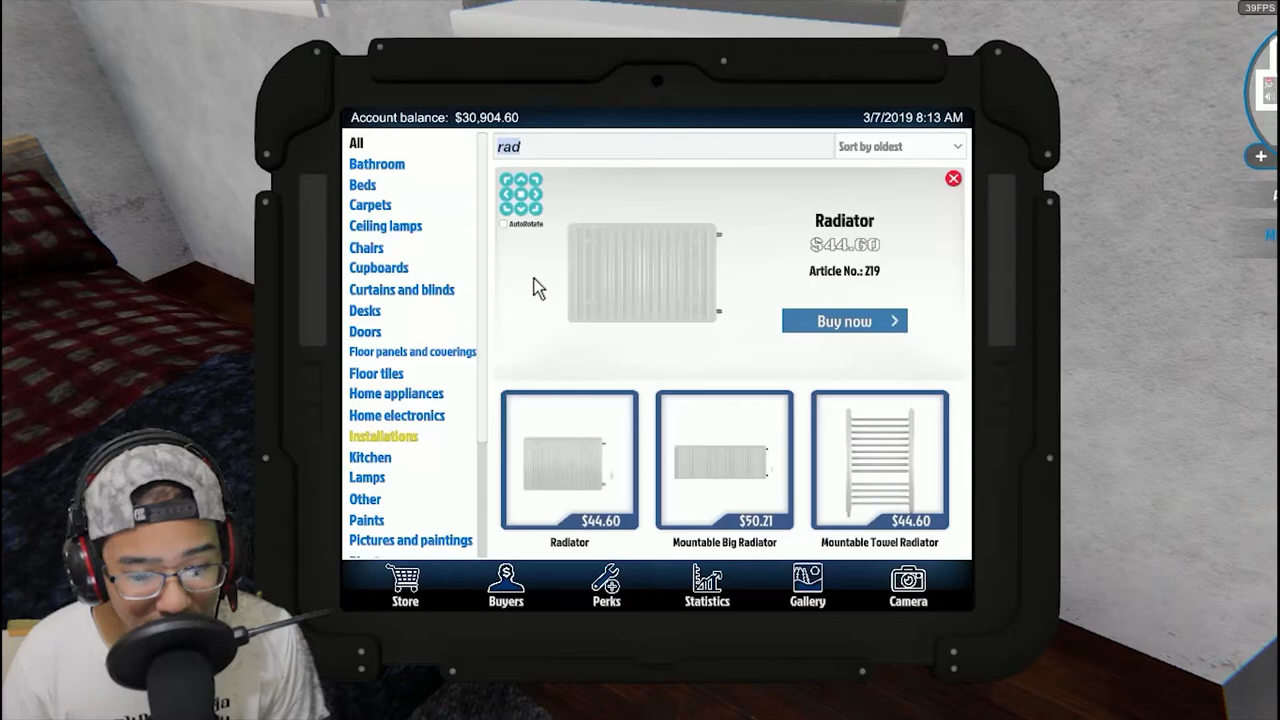 39FPS
Account balance: $30,904.60
3/7/2019 8:13 AM
All
Bathroom
Beds
Carpets
Ceiling lamps
Chairs
Cupboards
Curtains and blinds
Desks
Doors
Floor panels and coverings
Floor tiles
Home appliances
Home electronics
Installations
Kitchen
Lamps
Other
Paints
Pictures and paintings
rad
Sort by oldest
AutoRotate
Radiator
$44.60
Article No.: Z19
Buy now
$44.60
$50.21
$44.60
Radiator
Mountable Big Radiator
Mountable Towel Radiator
Store
Buyers
Perks
Statistics
Gallery
Camera